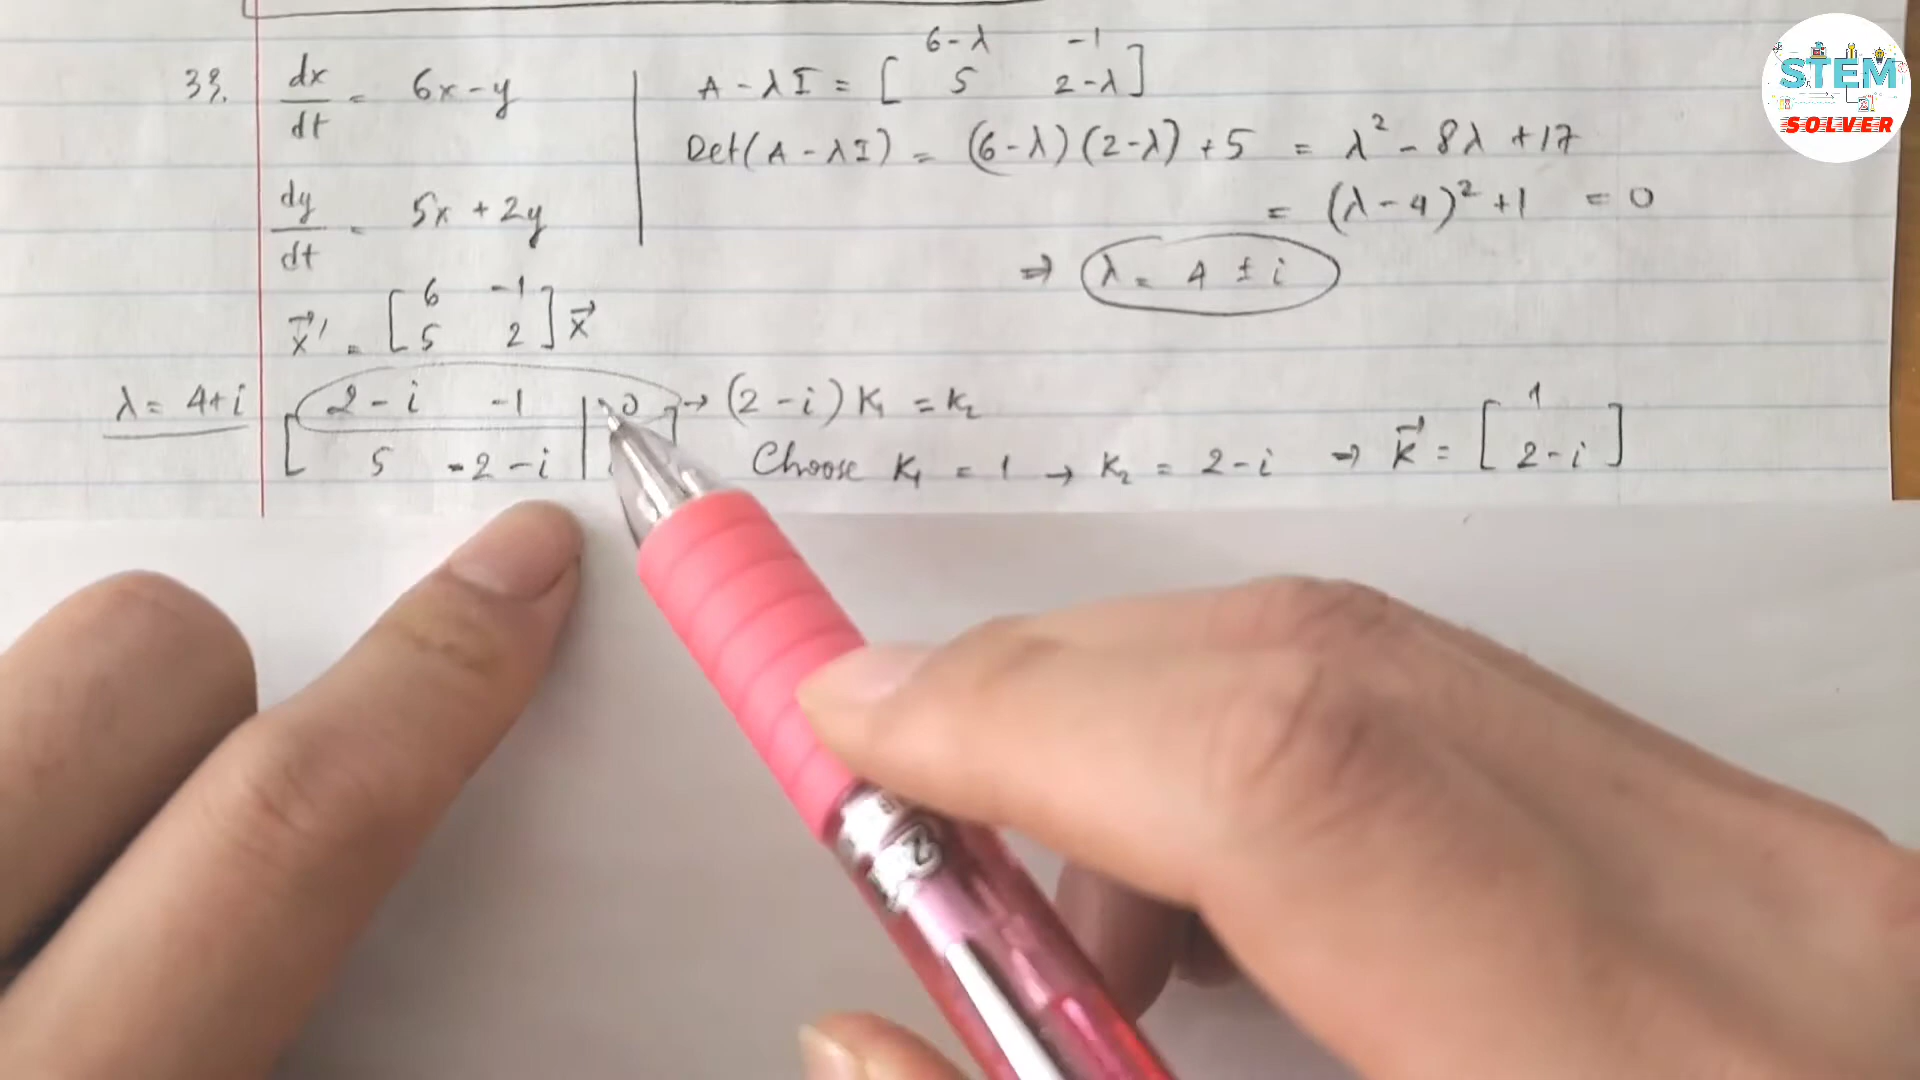 33.
dx/dt = 6x - y
dy/dt = 5x + 2y
x⃗' = [6 -1
5 2] x⃗
A - λI = [6-λ -1
5 2-λ]
Det(A - λI) = (6-λ)(2-λ) + 5 = λ² - 8λ + 17
= (λ - 4)² + 1 = 0
⇒ λ = 4 ± i
λ = 4+i [2-i -1 | 0] → (2-i)K₁ = K₂
5 -2-i | Choose K₁ = 1 → K₂ = 2-i ⇒ K⃗ = [1
2-i]
STEM
SOLVER